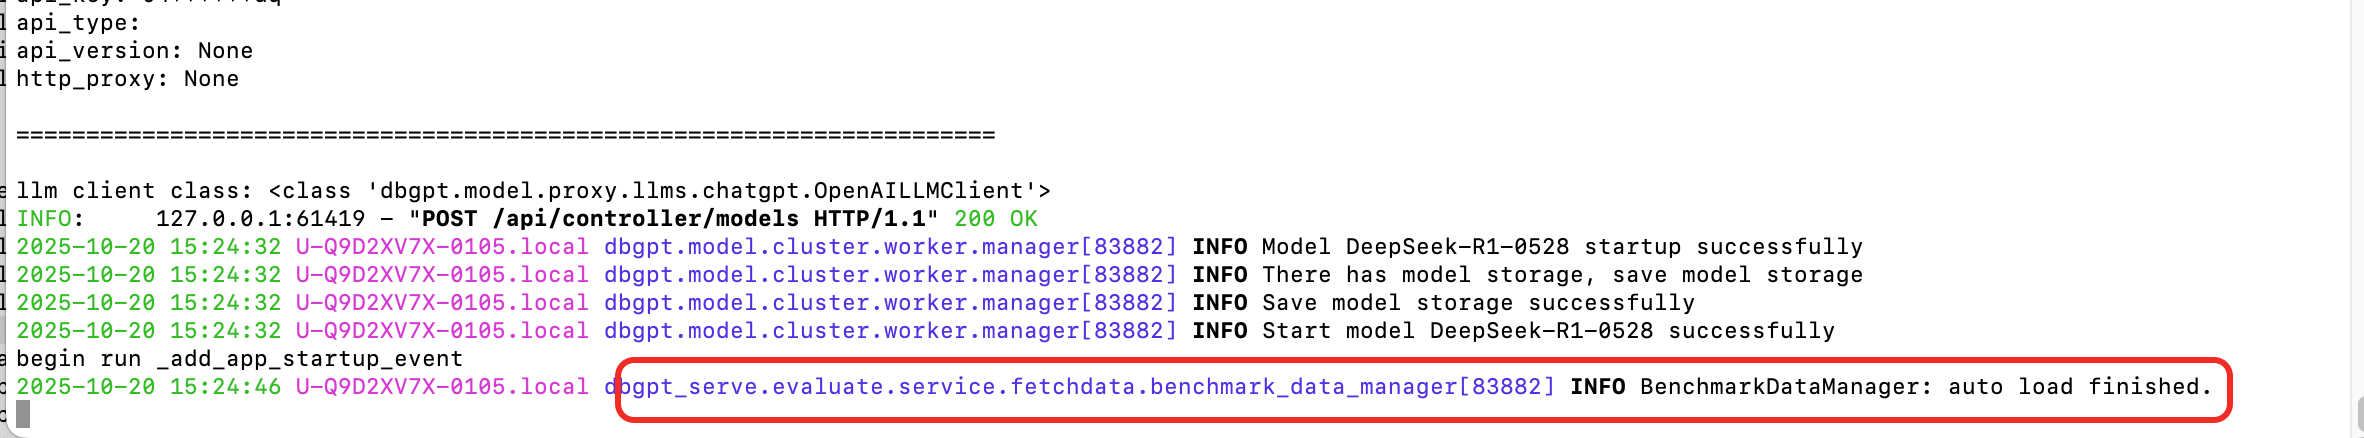 api_type:
api_version: None
http_proxy: None
======================================================================
llm client class: <class 'dbgpt.model.proxy.llms.chatgpt.OpenAILLMClient'>
INFO:     127.0.0.1:61419 - "POST /api/controller/models HTTP/1.1" 200 OK
2025-10-20 15:24:32 U-Q9D2XV7X-0105.local dbgpt.model.cluster.worker.manager[83882] INFO Model DeepSeek-R1-0528 startup successfully
2025-10-20 15:24:32 U-Q9D2XV7X-0105.local dbgpt.model.cluster.worker.manager[83882] INFO There has model storage, save model storage
2025-10-20 15:24:32 U-Q9D2XV7X-0105.local dbgpt.model.cluster.worker.manager[83882] INFO Save model storage successfully
2025-10-20 15:24:32 U-Q9D2XV7X-0105.local dbgpt.model.cluster.worker.manager[83882] INFO Start model DeepSeek-R1-0528 successfully
begin run _add_app_startup_event
2025-10-20 15:24:46 U-Q9D2XV7X-0105.local dbgpt_serve.evaluate.service.fetchdata.benchmark_data_manager[83882] INFO BenchmarkDataManager: auto load finished.